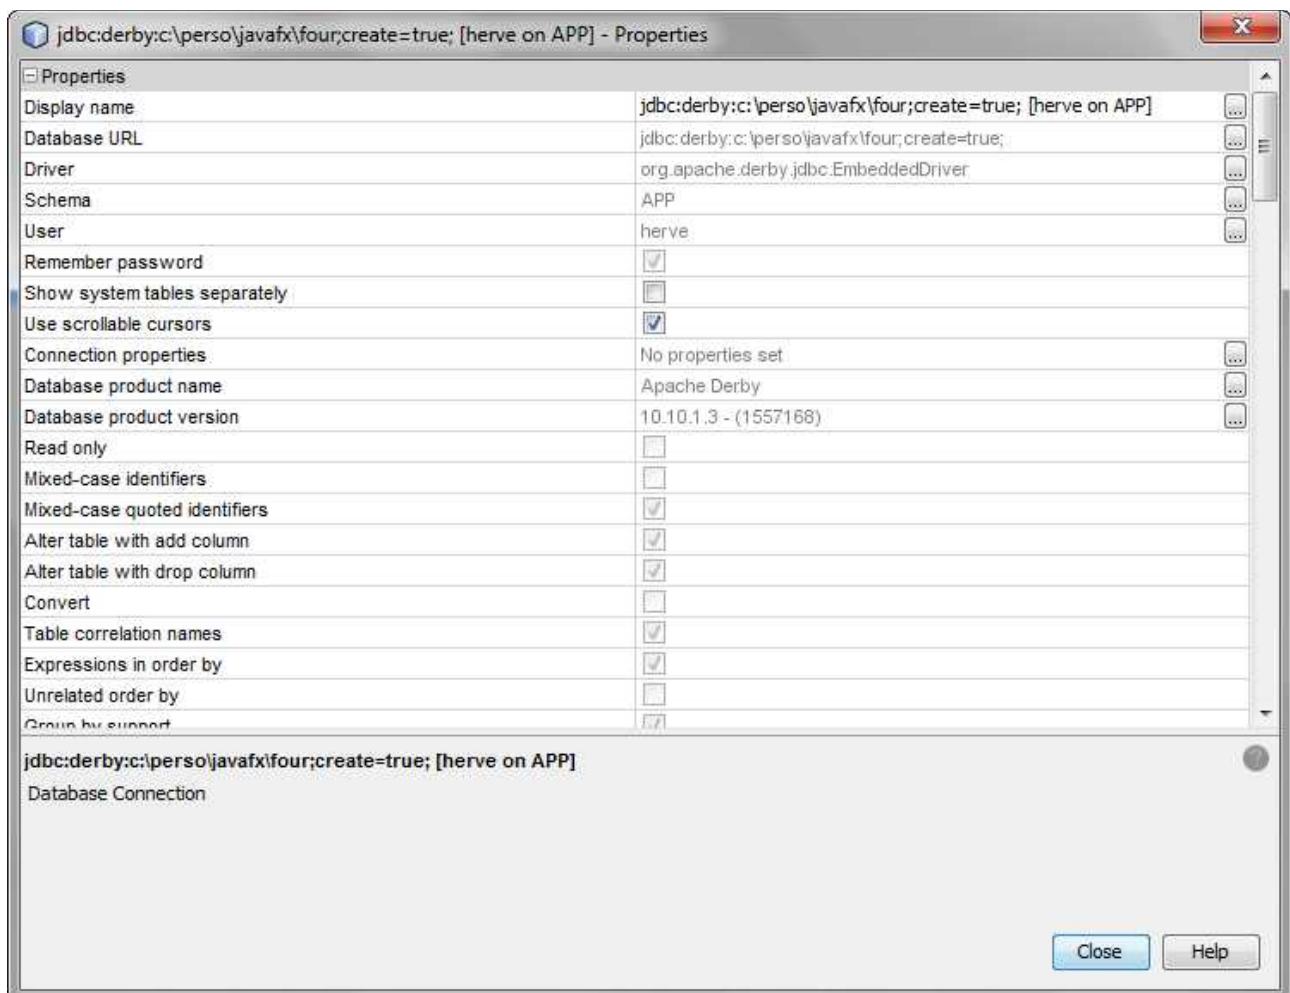 jdbc:derby:c:\perso\javafx\four;create=true; [herve on APP] - Properties
Properties
Display name jdbc:derby:c:\perso\javafx\four;create=true; [herve on APP] ...
Database URL jdbc:derby:c:\perso\javafx\four;create=true; ...
Driver org.apache.derby.jdbc.EmbeddedDriver ...
Schema APP ...
User herve ...
Remember password
Show system tables separately
Use scrollable cursors
Connection properties No properties set ...
Database product name Apache Derby ...
Database product version 10.10.1.3 - (1557168) ...
Read only
Mixed-case identifiers
Mixed-case quoted identifiers
Alter table with add column
Alter table with drop column
Convert
Table correlation names
Expressions in order by
Unrelated order by
Group by support
jdbc:derby:c:\perso\javafx\four;create=true; [herve on APP]
Database Connection
Close Help